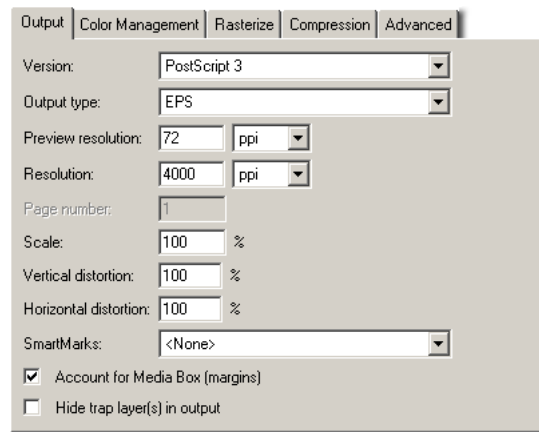 Output Color Management Rasterize Compression Advanced
Version: PostScript 3
Output type: EPS
Preview resolution: 72 ppi
Resolution: 4000 ppi
Page number: 1
Scale: 100 %
Vertical distortion: 100 %
Horizontal distortion: 100 %
SmartMarks: <None>
Account for Media Box (margins)
Hide trap layer(s) in output